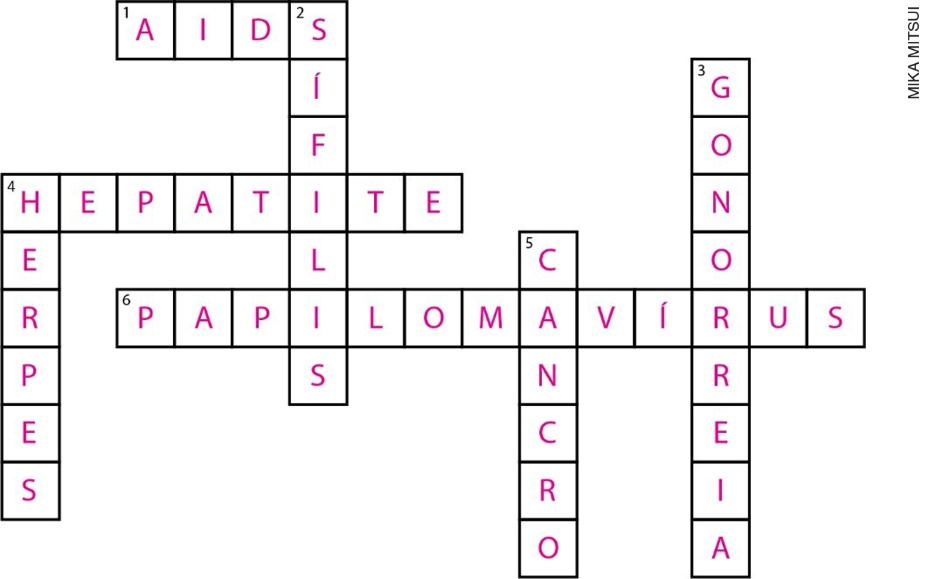 1 A I D 2 S
Í
3 G
F
O
4 H E P A T I T E
N
E
L
5 C
O
R
6 P A P I L O M A V Í R U S
P
S
N
R
E
C
E
S
R
I
O
A
MIKA MITSUI